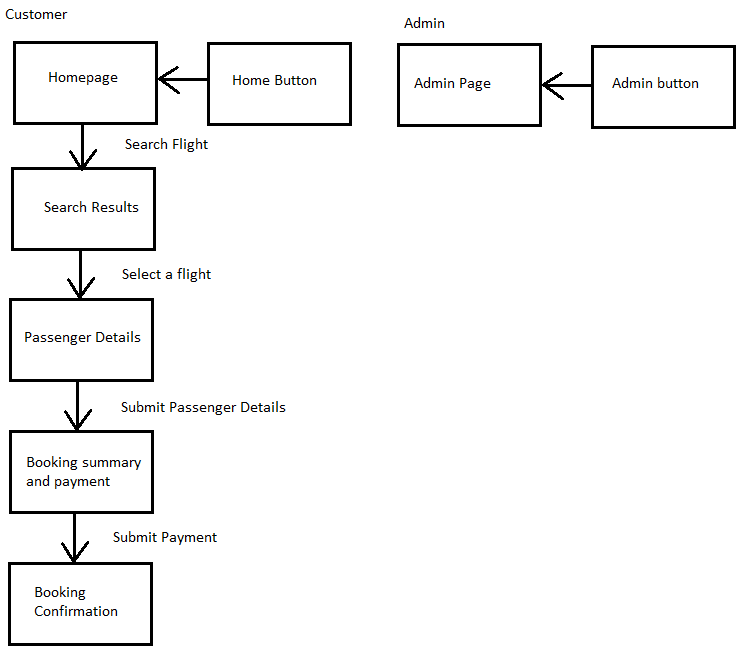 Customer
Homepage
Home Button
Search Flight
Search Results
Select a flight
Passenger Details
Submit Passenger Details
Booking summary
and payment
Submit Payment
Booking
Confirmation
Admin
Admin Page
Admin button